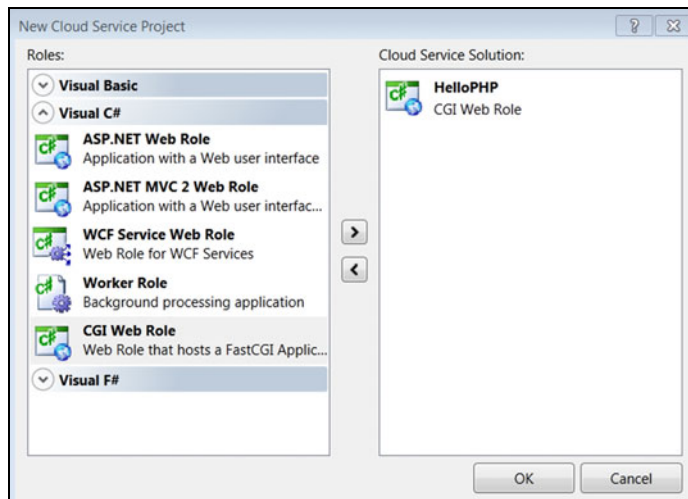 New Cloud Service Project
Roles:
Cloud Service Solution:
Visual Basic
Visual C#
ASP.NET Web Role
Application with a Web user interface
ASP.NET MVC 2 Web Role
Application with a Web user interfac...
WCF Service Web Role
Web Role for WCF Services
Worker Role
Background processing application
CGI Web Role
Web Role that hosts a FastCGI Applic...
Visual F#
HelloPHP
CGI Web Role
OK
Cancel